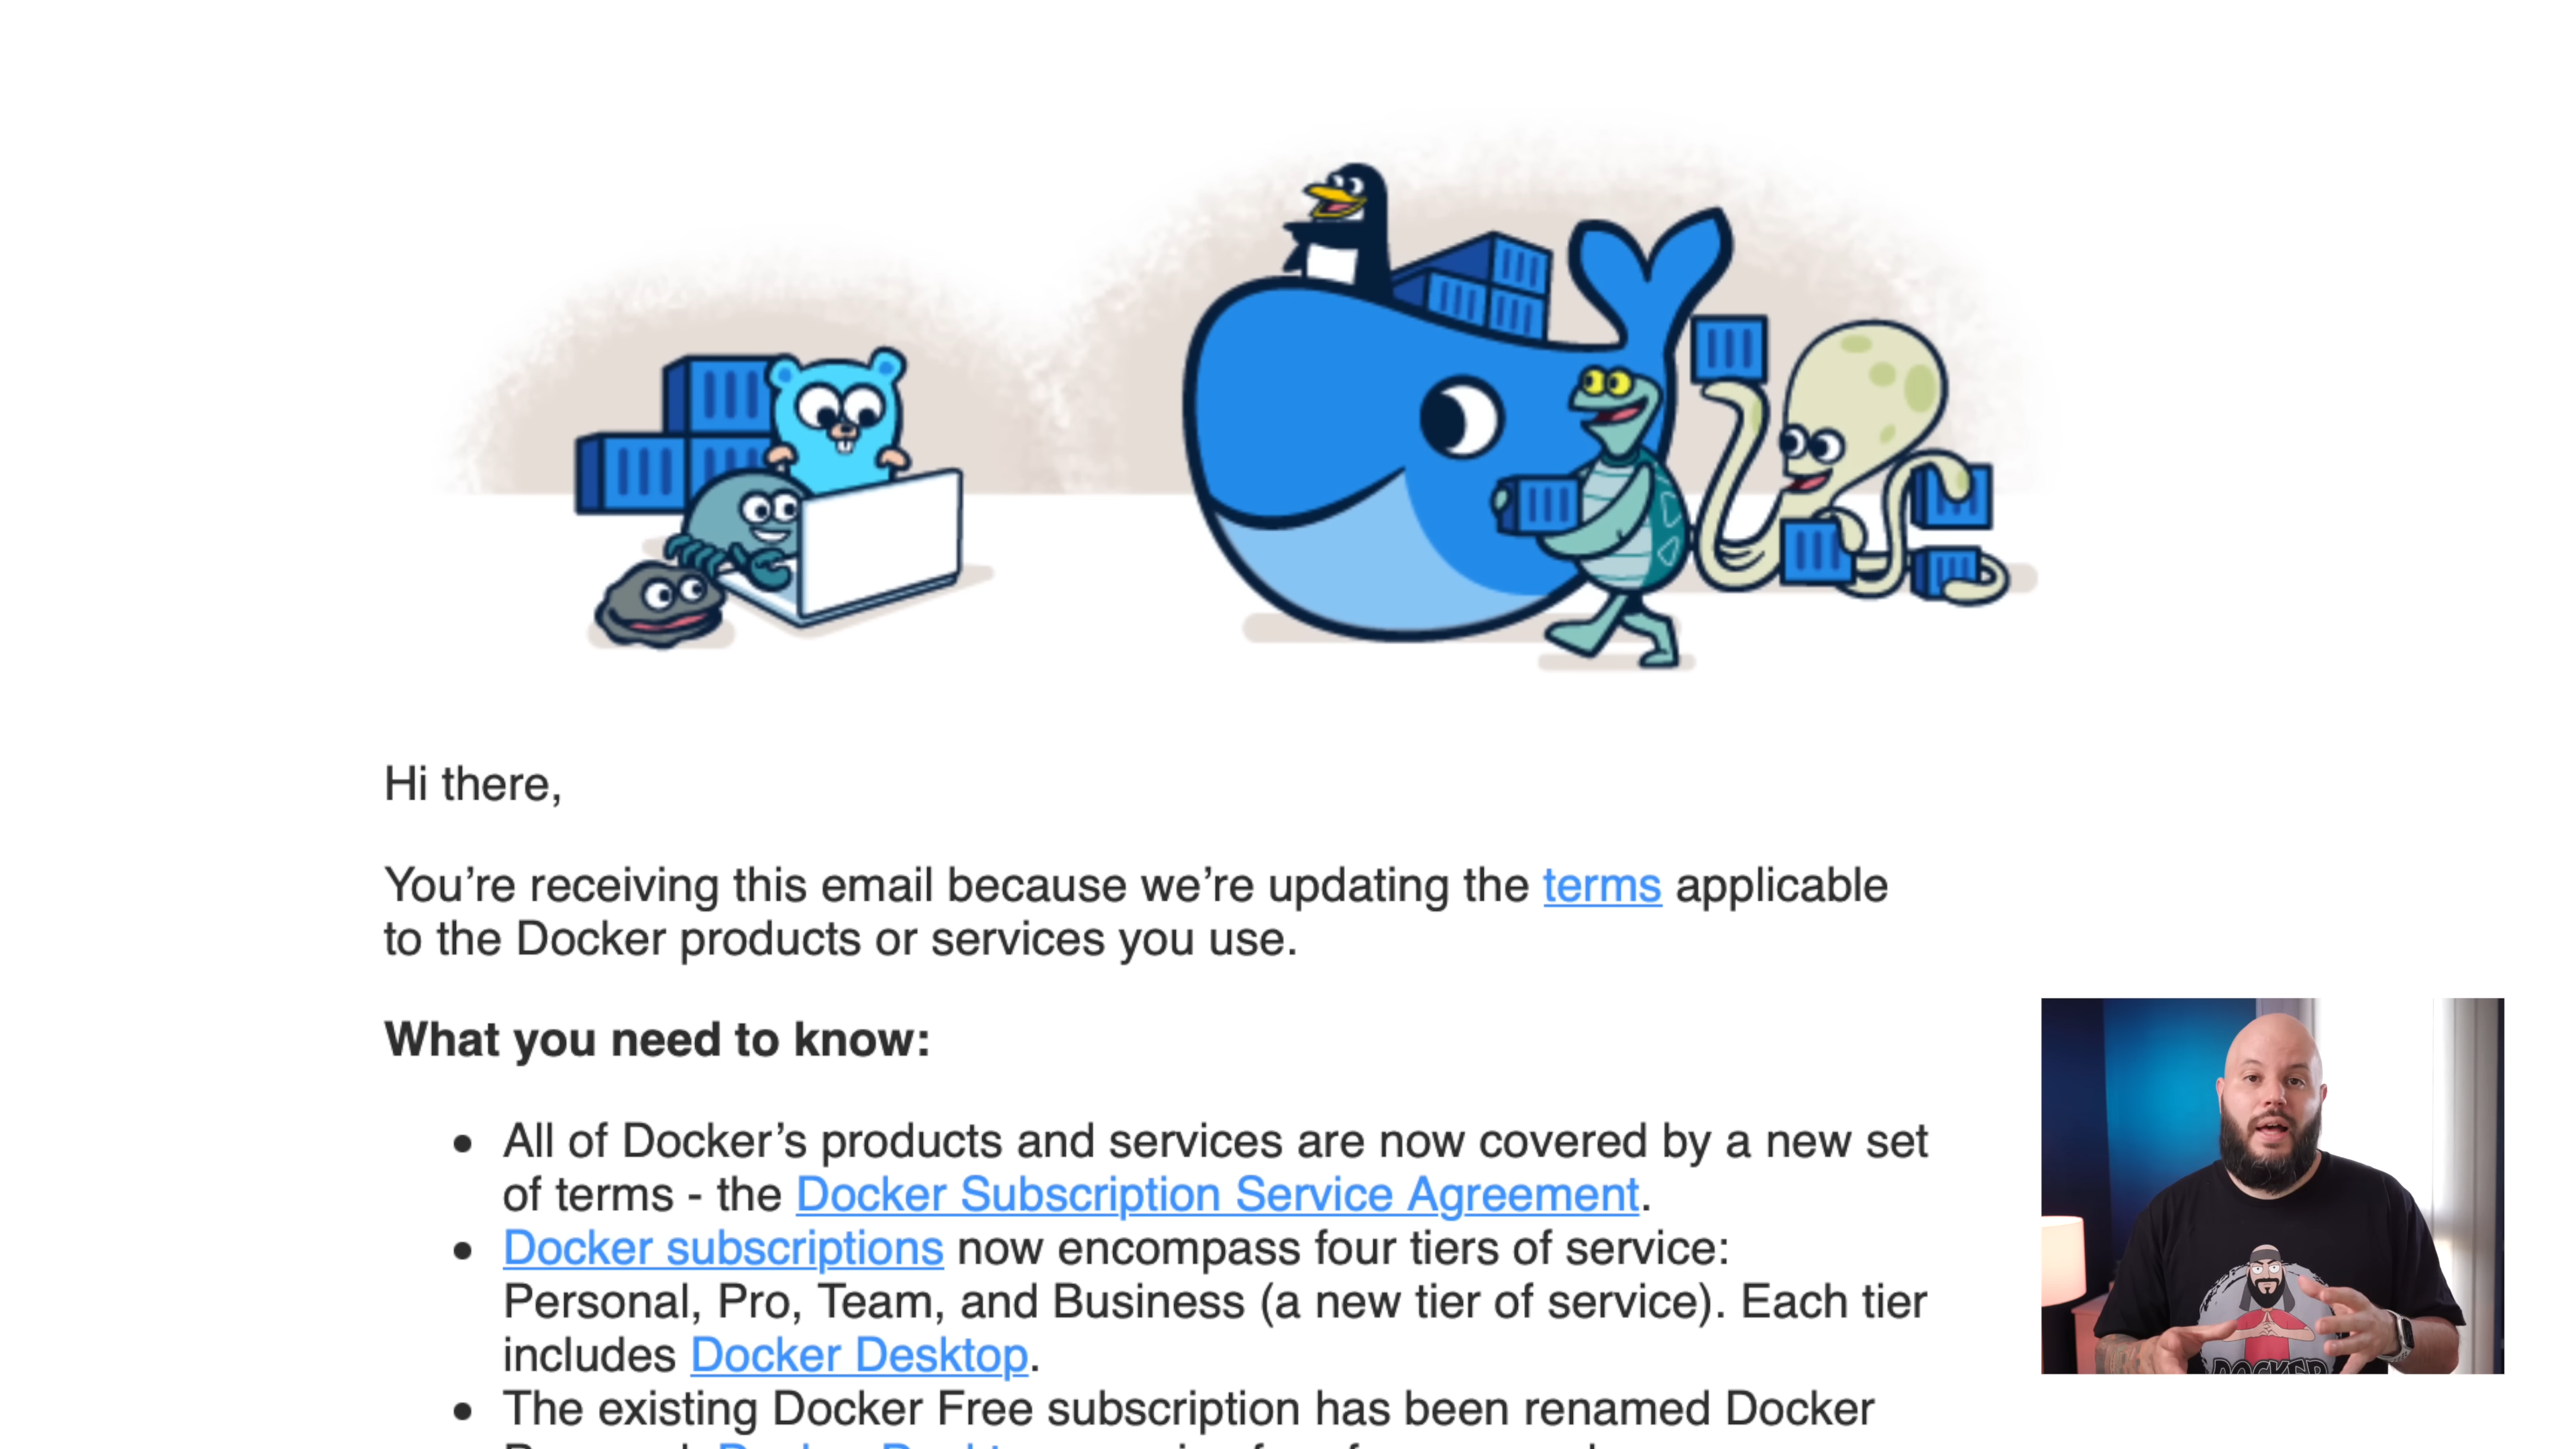 Hi there,
You’re receiving this email because we’re updating the terms applicable
to the Docker products or services you use.
What you need to know:
All of Docker’s products and services are now covered by a new set
of terms - the Docker Subscription Service Agreement.
Docker subscriptions now encompass four tiers of service:
Personal, Pro, Team, and Business (a new tier of service). Each tier
includes Docker Desktop.
The existing Docker Free subscription has been renamed Docker
DOCKER